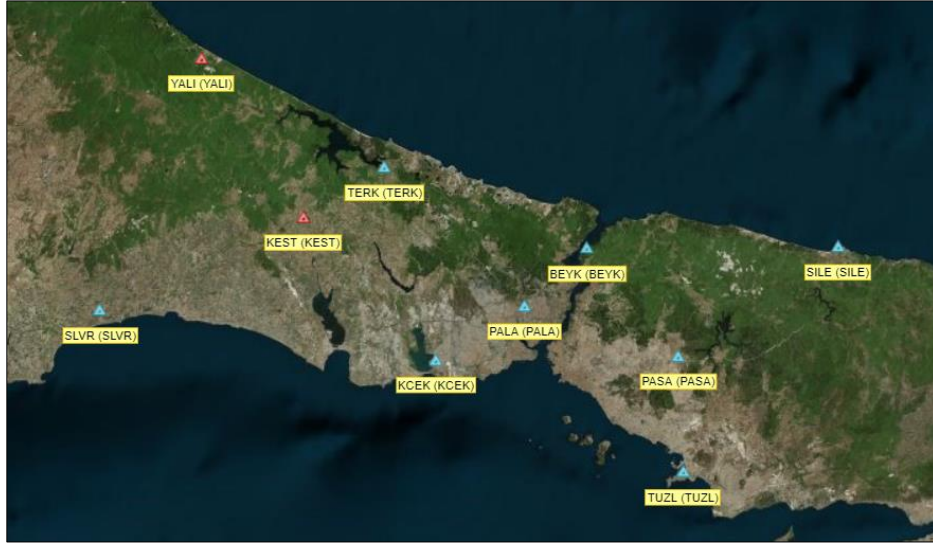 YALI (YALI)
TERK (TERK)
KEST (KEST)
BEYK (BEYK)
SILE (SILE)
SLVR (SLVR)
PALA (PALA)
KCEK (KCEK)
PASA (PASA)
TUZL (TUZL)